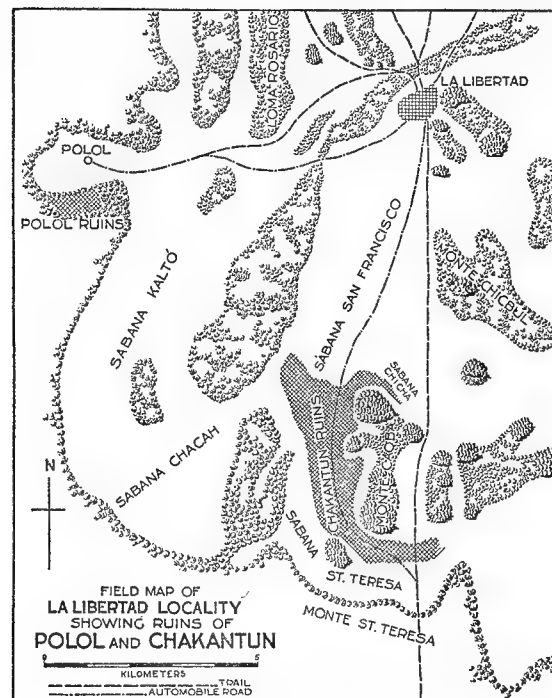 LOMA ROSARIO
LA LIBERTAD
POLOL
POLOL RUINS
SABANA KALTÓ
SABANA SAN FRANCISCO
MONTE CHICBUL
SABANA
CHICHA
CHAKANTUN RUINS
SABANA CHACAH
N
SABANA
ST. TERESA
MONTE ST. TERESA
FIELD MAP OF
LA LIBERTAD LOCALITY
SHOWING RUINS OF
POLOL AND CHAKANTUN
0 5
KILOMETERS
TRAIL
AUTOMOBILE ROAD